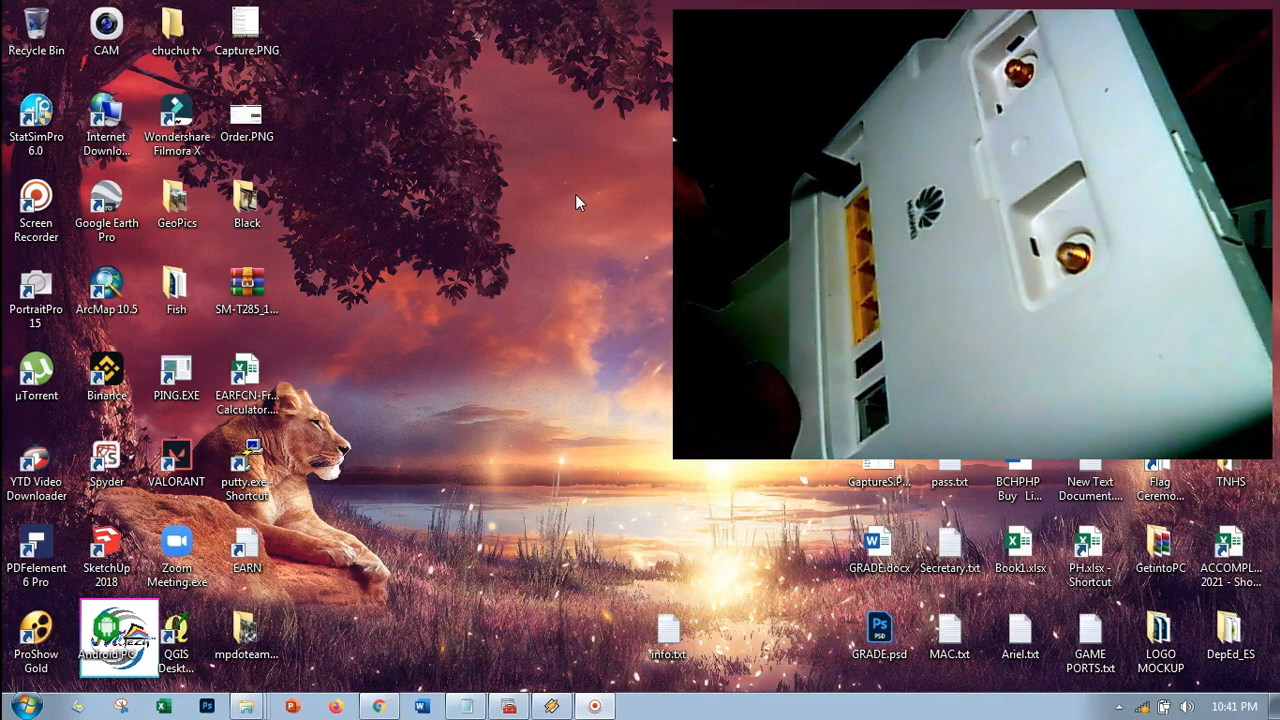 Recycle Bin
CAM
chuchu tv
Capture.PNG
StatSimPro
6.0
Internet
Downlo...
Wondershare
Filmora X
Order.PNG
Screen
Recorder
Google Earth
Pro
GeoPics
Black
PortraitPro
15
ArcMap 10.5
Fish
SM-T285_1...
µTorrent
Binance
PING.EXE
EARFCN-Fr...
Calculator....
YTD Video
Downloader
Spyder
VALORANT
putty.exe -
Shortcut
PDFelement
6 Pro
SketchUp
2018
Zoom
Meeting.exe
EARN
ProShow
Gold
Android PC
QGIS
Deskt...
mpdoteam...
HUAWEI
CaptureS.P...
pass.txt
BCHPHP
Buy _ Li...
New Text
Document....
Flag
Ceremo...
TNHS
GRADE.docx
Secretary.txt
Book1.xlsx
PH.xlsx -
Shortcut
GetintoPC
ACCOMPL...
2021 - Sho...
info.txt
GRADE.psd
MAC.txt
Ariel.txt
GAME
PORTS.txt
LOGO
MOCKUP
DepEd_ES
10:41 PM